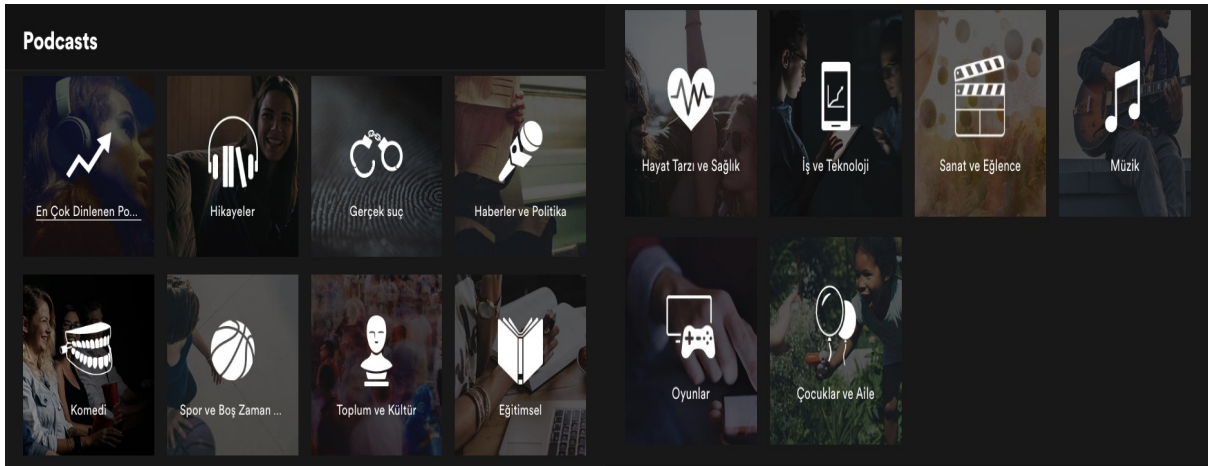 Podcasts
En Çok Dinlenen Po...
Hikayeler
Gerçek suç
Haberler ve Politika
Komedi
Spor ve Boş Zaman ...
Toplum ve Kültür
Eğitimsel
Hayat Tarzı ve Sağlık
İş ve Teknoloji
Sanat ve Eğlence
Müzik
Oyunlar
Çocuklar ve Aile